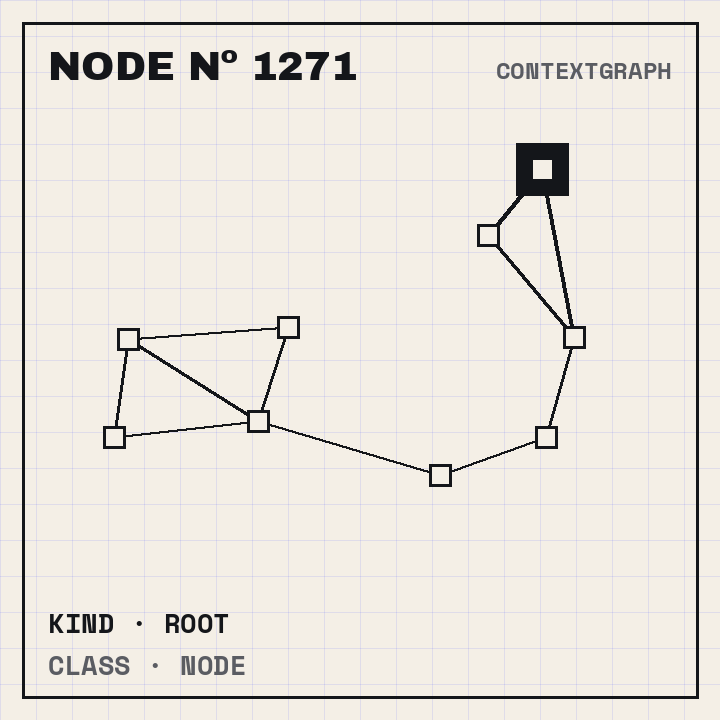 NODE Nº 1271
CONTEXTGRAPH
KIND · ROOT
CLASS · NODE